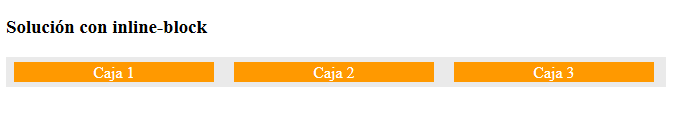 Solución con inline-block
Caja 1 Caja 2 Caja 3